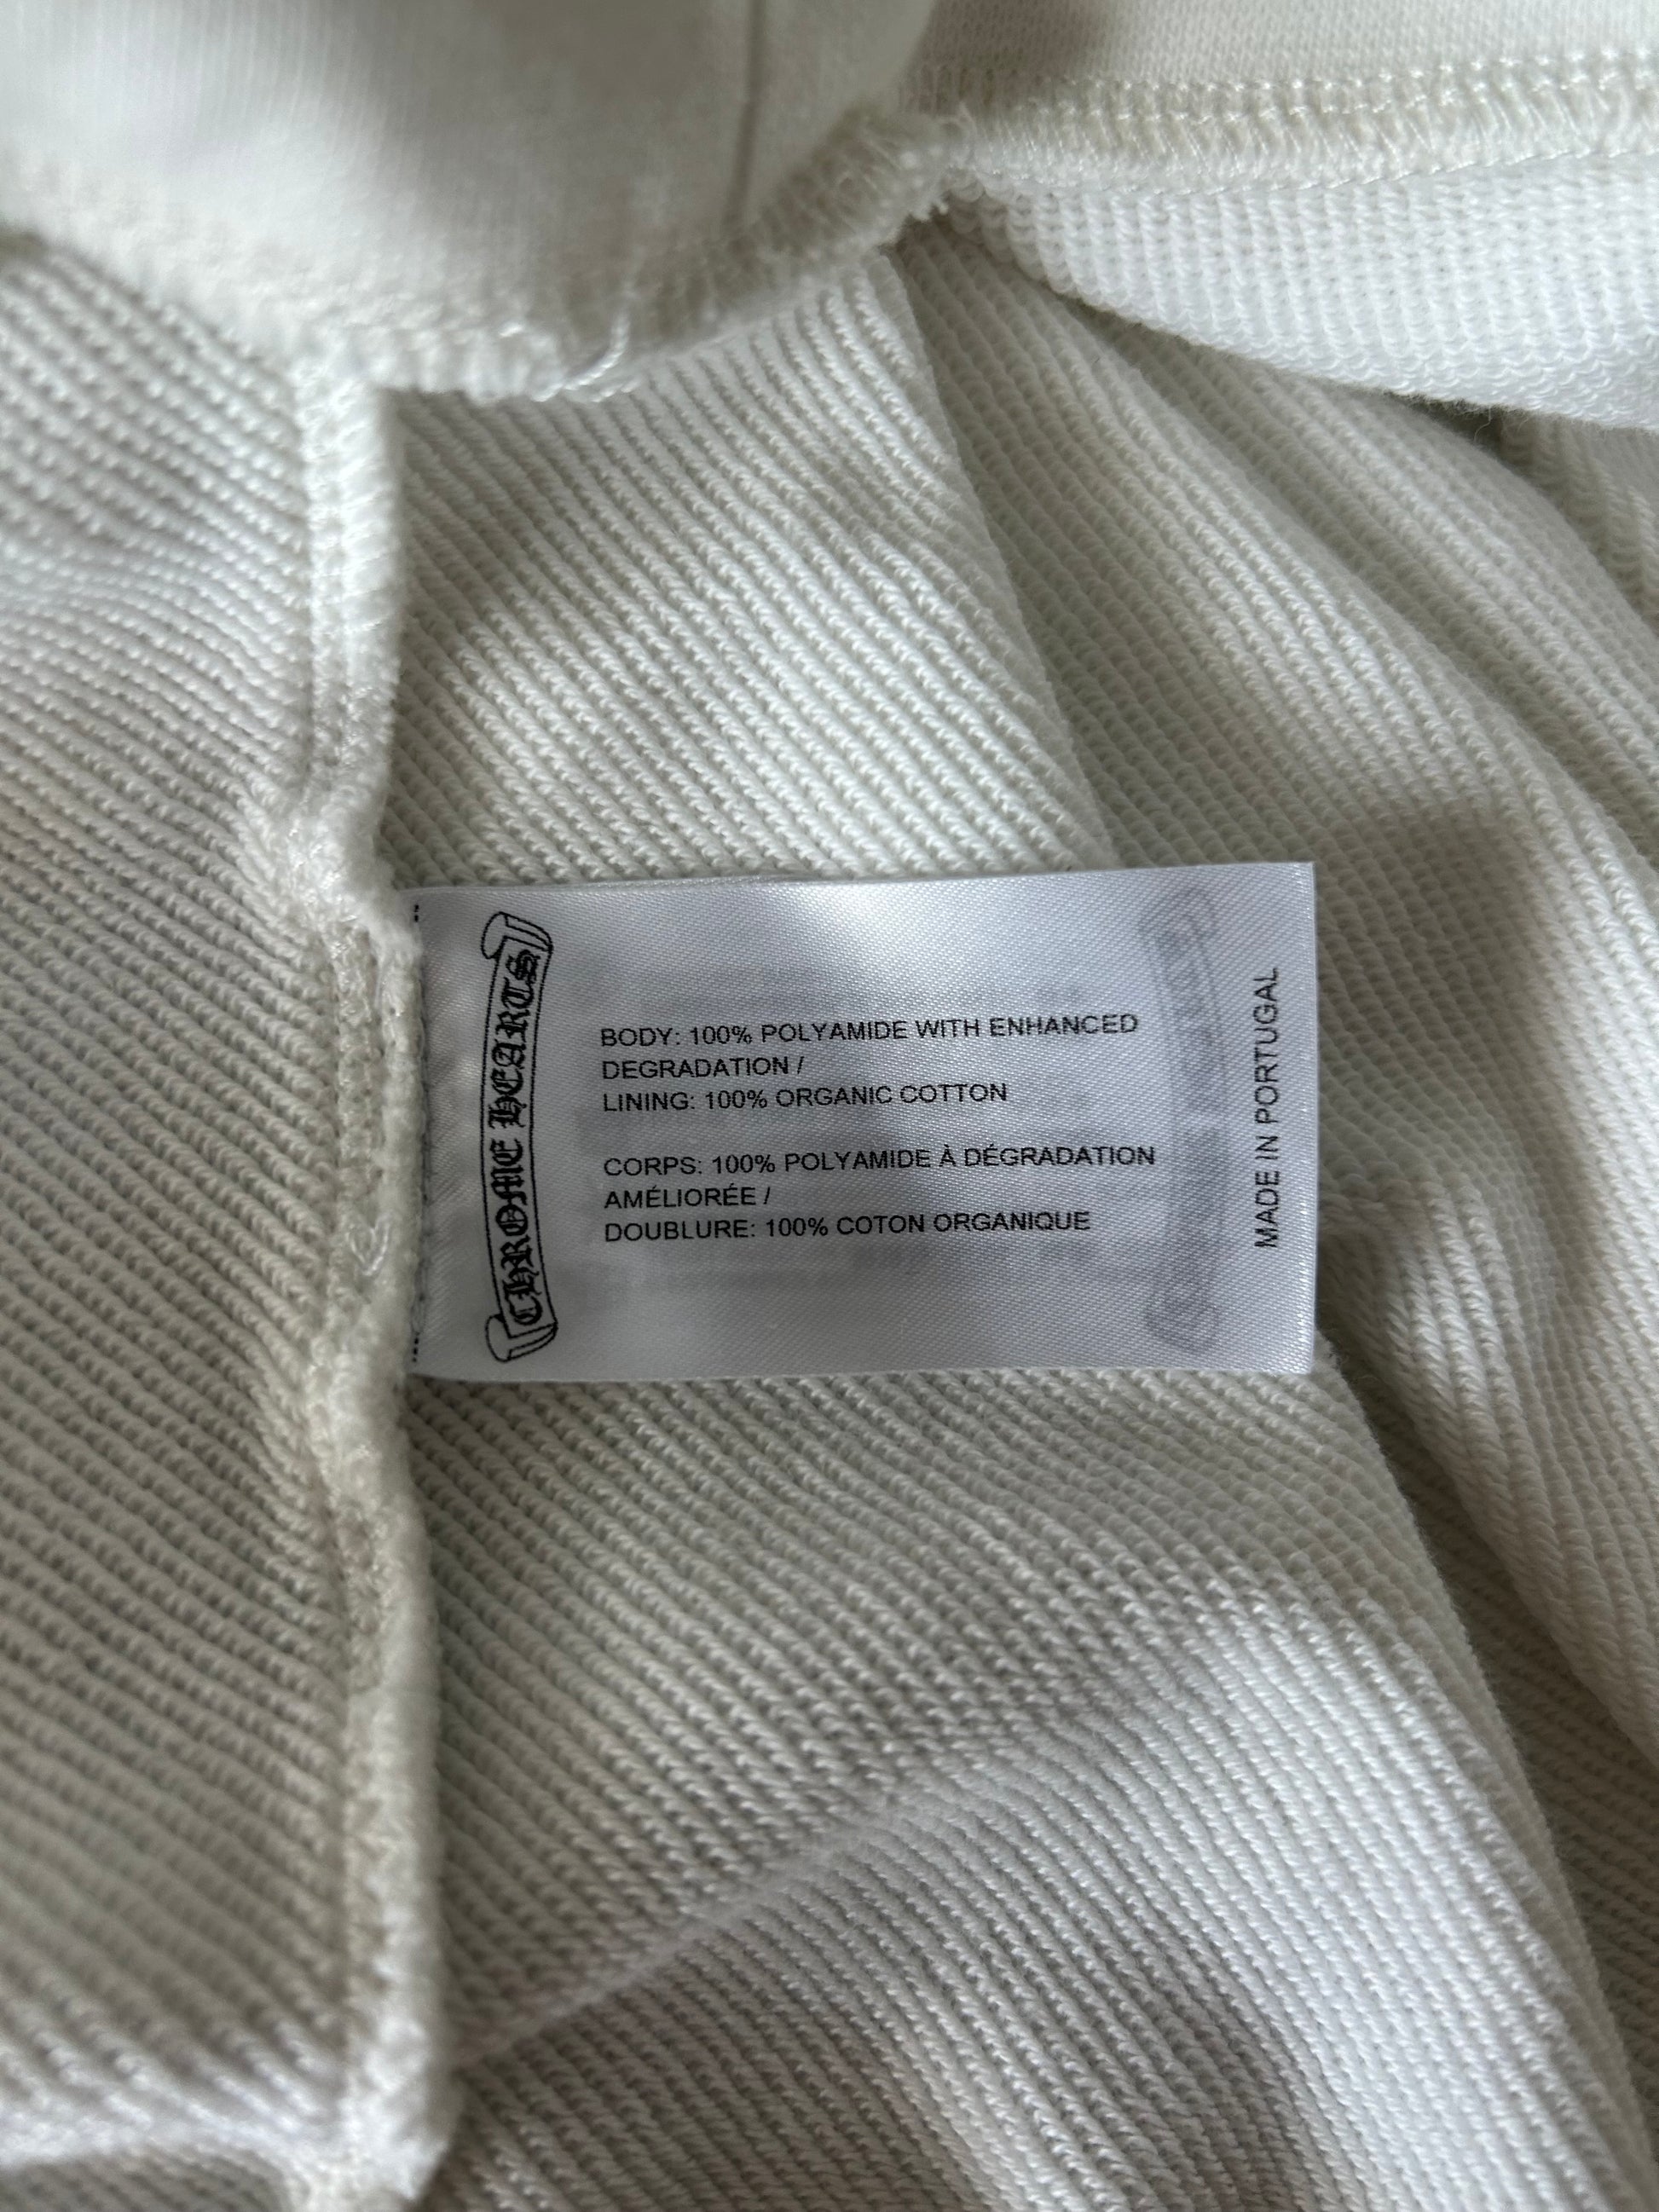 CHROME HEARTS
BODY: 100% POLYAMIDE WITH ENHANCED
DEGRADATION /
LINING: 100% ORGANIC COTTON
CORPS: 100% POLYAMIDE À DÉGRADATION
AMÉLIORÉE /
DOUBLURE: 100% COTON ORGANIQUE
MADE IN PORTUGAL